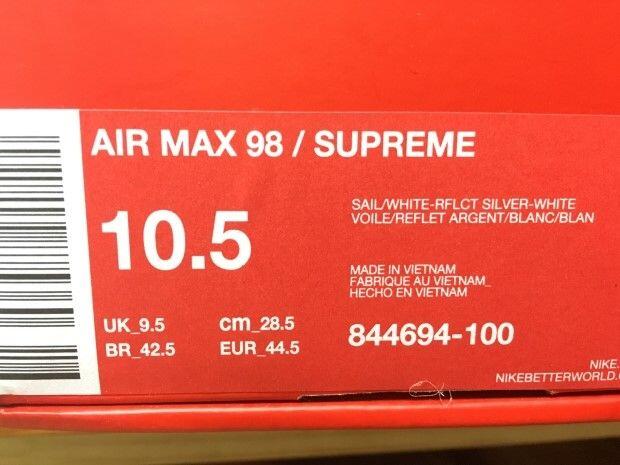 AIR MAX 98 / SUPREME
10.5
SAIL/WHITE-RFLCT SILVER-WHITE
VOILE/REFLET ARGENT/BLANC/BLAN
MADE IN VIETNAM
FABRIQUE AU VIETNAM_
HECHO EN VIETNAM
UK_9.5 cm_28.5
BR_42.5 EUR_44.5
844694-100
NIKE.
NIKEBETTERWORLD.